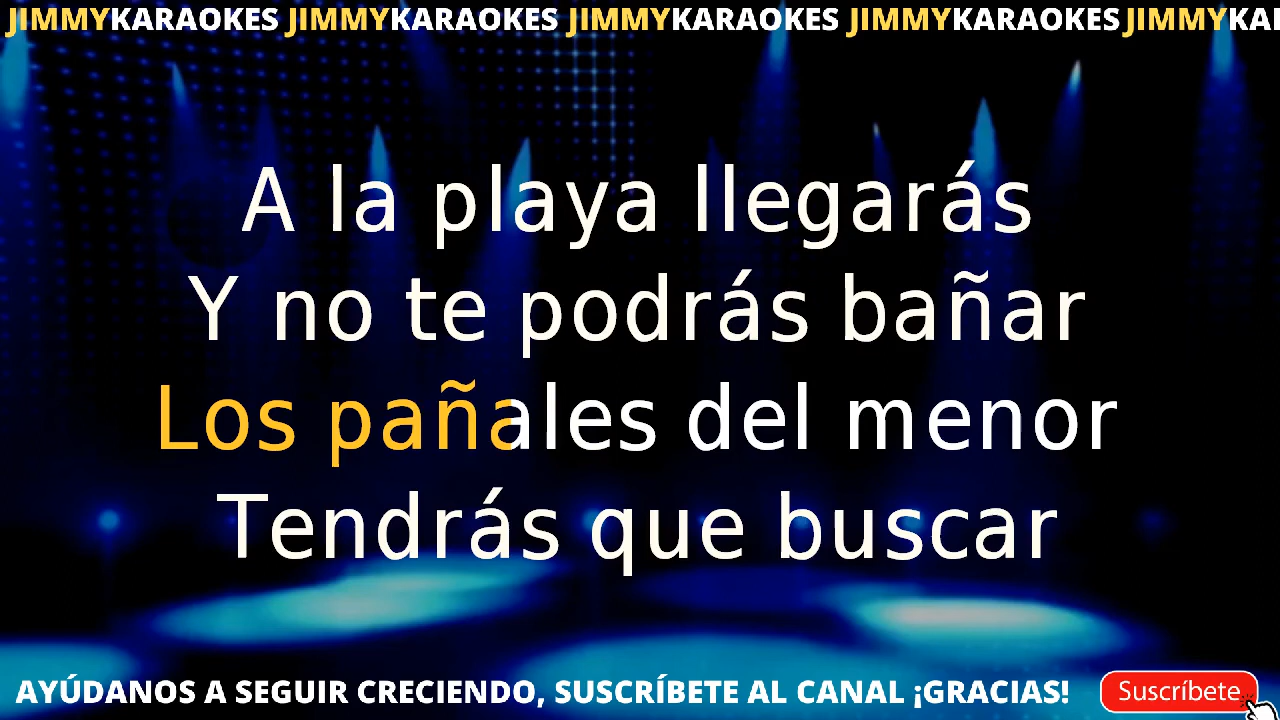 JIMMYKARAOKES JIMMYKARAOKES JIMMYKARAOKES JIMMYKARAOKES JIMMYKA
A la playa llegarás
Y no te podrás bañar
Los pañales del menor
Tendrás que buscar
AYÚDANOS A SEGUIR CRECIENDO, SUSCRÍBETE AL CANAL ¡GRACIAS! Suscríbete